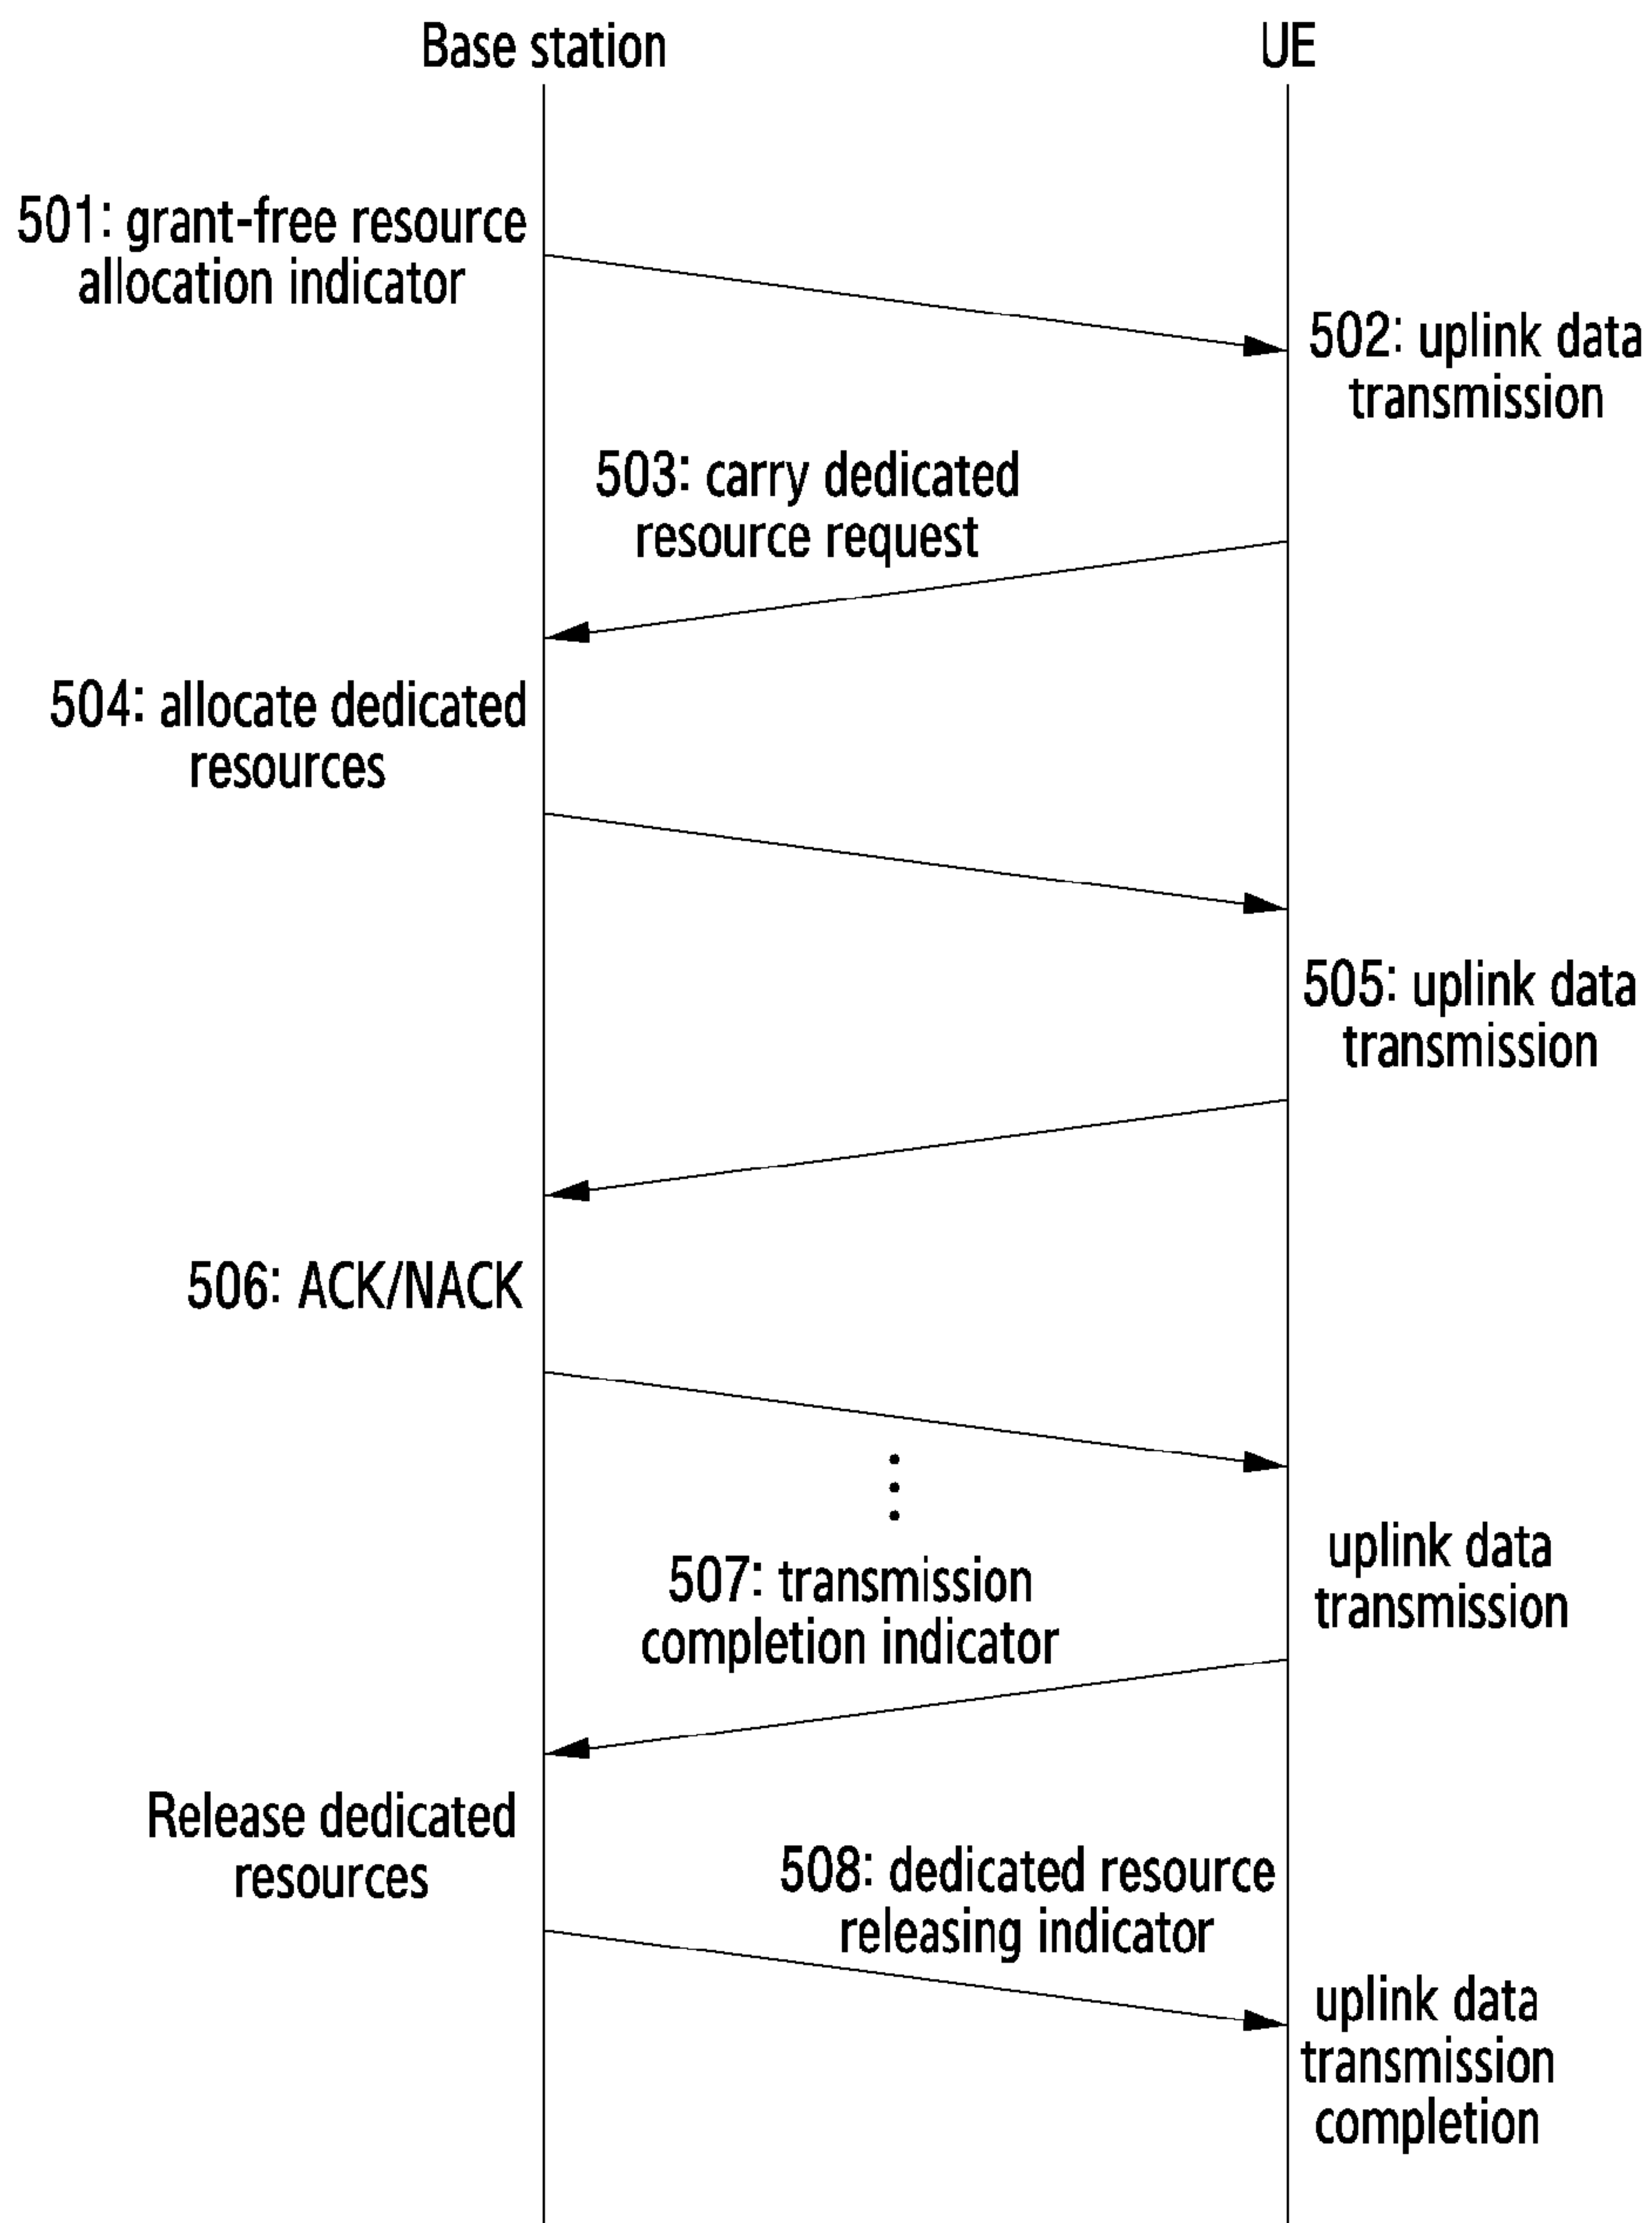 Base station
UE
501: grant-free resource
allocation indicator
502: uplink data
transmission
503: carry dedicated
resource request
504: allocate dedicated
resources
505: uplink data
transmission
506: ACK/NACK
uplink data
transmission
507: transmission
completion indicator
Release dedicated
resources
508: dedicated resource
releasing indicator
uplink data
transmission
completion